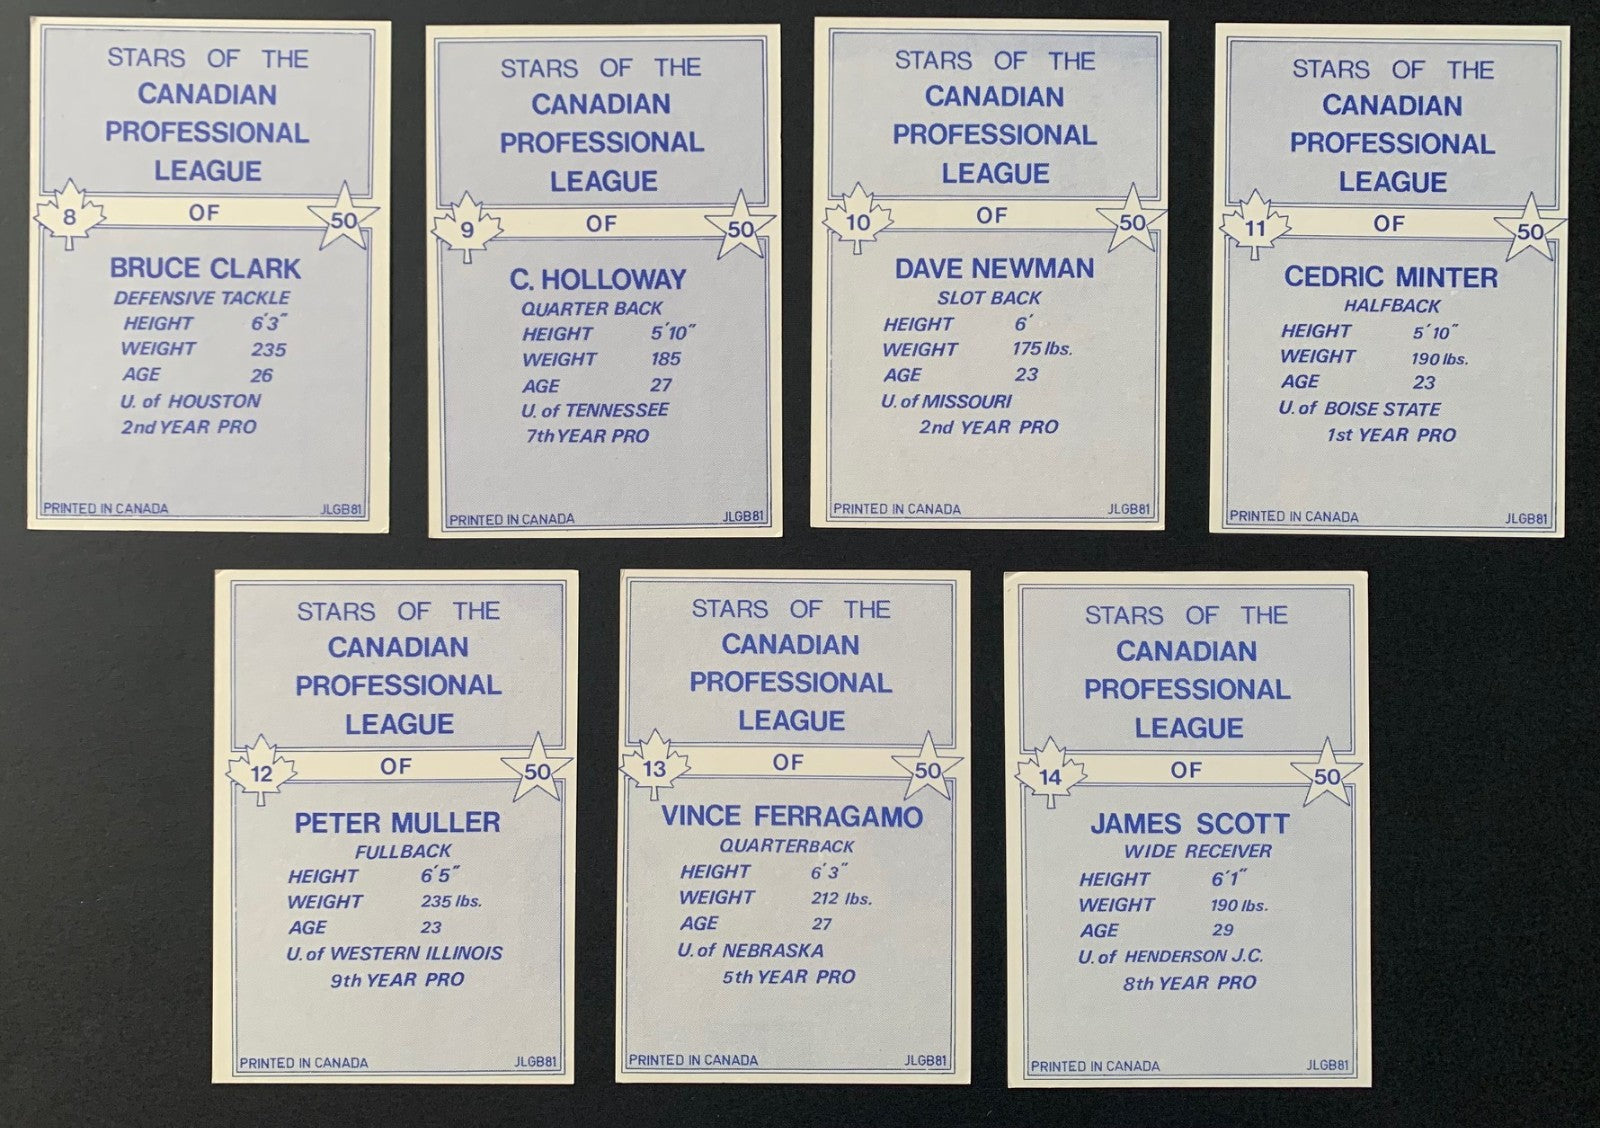 STARS OF THE
CANADIAN
PROFESSIONAL
LEAGUE
8 OF 50
BRUCE CLARK
DEFENSIVE TACKLE
HEIGHT 6'3"
WEIGHT 235
AGE 26
U. of HOUSTON
2nd YEAR PRO
PRINTED IN CANADA JLGB81
STARS OF THE
CANADIAN
PROFESSIONAL
LEAGUE
9 OF 50
C. HOLLOWAY
QUARTER BACK
HEIGHT 5'10"
WEIGHT 185
AGE 27
U. of TENNESSEE
7th YEAR PRO
PRINTED IN CANADA JLGB81
STARS OF THE
CANADIAN
PROFESSIONAL
LEAGUE
10 OF 50
DAVE NEWMAN
SLOT BACK
HEIGHT 6'
WEIGHT 175 lbs.
AGE 23
U. of MISSOURI
2nd YEAR PRO
PRINTED IN CANADA JLGB81
STARS OF THE
CANADIAN
PROFESSIONAL
LEAGUE
11 OF 50
CEDRIC MINTER
HALFBACK
HEIGHT 5'10"
WEIGHT 190 lbs.
AGE 23
U. of BOISE STATE
1st YEAR PRO
PRINTED IN CANADA JLGB81
STARS OF THE
CANADIAN
PROFESSIONAL
LEAGUE
12 OF 50
PETER MULLER
FULLBACK
HEIGHT 6'5"
WEIGHT 235 lbs.
AGE 23
U. of WESTERN ILLINOIS
9th YEAR PRO
PRINTED IN CANADA JLGB81
STARS OF THE
CANADIAN
PROFESSIONAL
LEAGUE
13 OF 50
VINCE FERRAGAMO
QUARTERBACK
HEIGHT 6'3"
WEIGHT 212 lbs.
AGE 27
U. of NEBRASKA
5th YEAR PRO
PRINTED IN CANADA JLGB81
STARS OF THE
CANADIAN
PROFESSIONAL
LEAGUE
14 OF 50
JAMES SCOTT
WIDE RECEIVER
HEIGHT 6'1"
WEIGHT 190 lbs.
AGE 29
U. of HENDERSON J.C.
8th YEAR PRO
PRINTED IN CANADA JLGB81